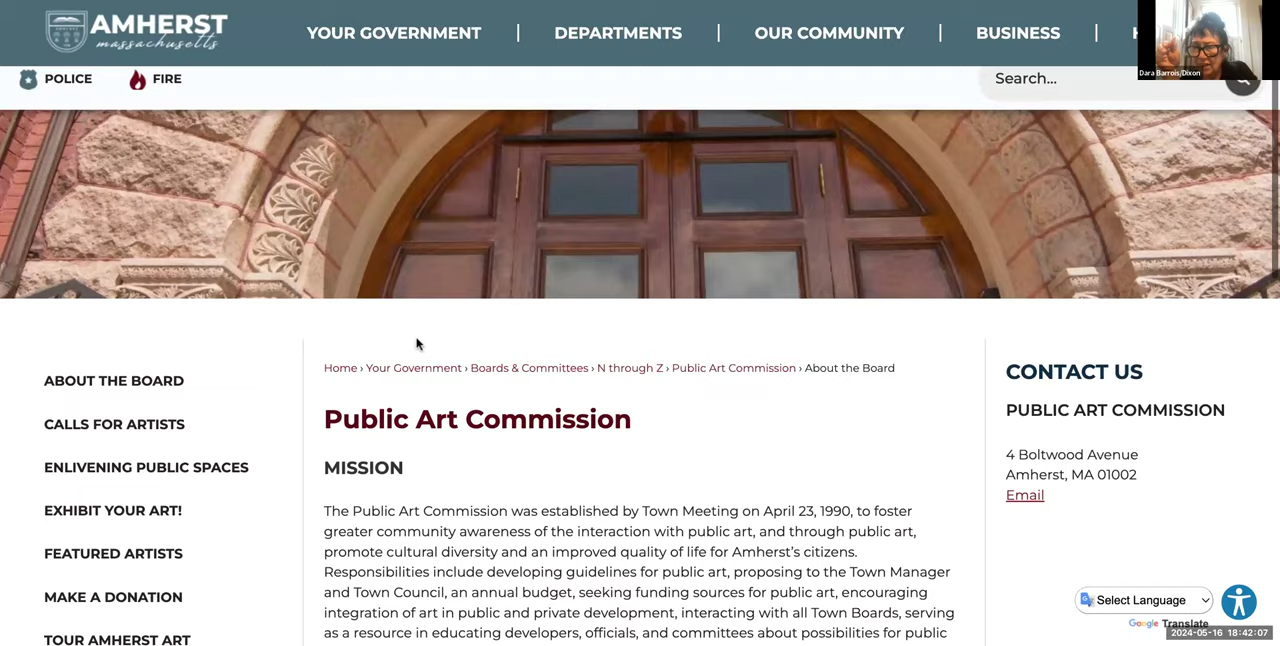 AMHERST
massachusetts
YOUR GOVERNMENT | DEPARTMENTS | OUR COMMUNITY | BUSINESS | H
Dara Barrois/Dixon
POLICE FIRE
Search...
Home › Your Government › Boards & Committees › N through Z › Public Art Commission › About the Board
Public Art Commission
MISSION
The Public Art Commission was established by Town Meeting on April 23, 1990, to foster
greater community awareness of the interaction with public art, and through public art,
promote cultural diversity and an improved quality of life for Amherst's citizens.
Responsibilities include developing guidelines for public art, proposing to the Town Manager
and Town Council, an annual budget, seeking funding sources for public art, encouraging
integration of art in public and private development, interacting with all Town Boards, serving
as a resource in educating developers, officials, and committees about possibilities for public
ABOUT THE BOARD
CALLS FOR ARTISTS
ENLIVENING PUBLIC SPACES
EXHIBIT YOUR ART!
FEATURED ARTISTS
MAKE A DONATION
TOUR AMHERST ART
CONTACT US
PUBLIC ART COMMISSION
4 Boltwood Avenue
Amherst, MA 01002
Email
Select Language
Google Translate
2024-05-16 18:42:07